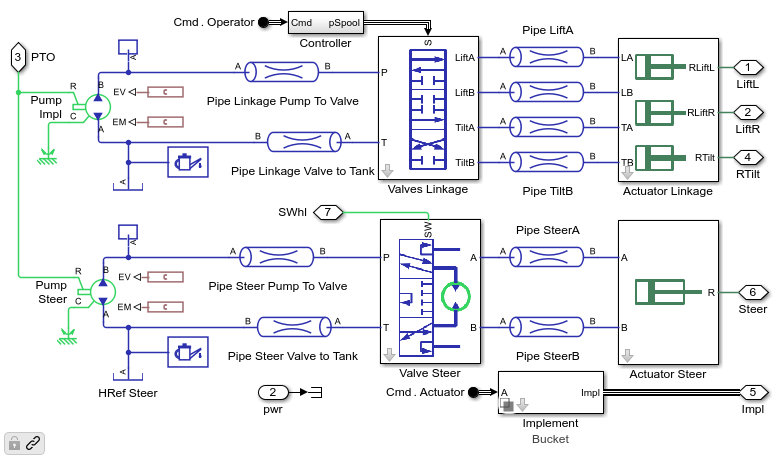 Cmd . Operator
Cmd
pSpool
Controller
3
PTO
R
Pump
Impl
C
B
A
A
EV
C
EM
C
A
A
B
Pipe Linkage Pump To Valve
B
A
Pipe Linkage Valve to Tank
S
P
T
LiftA
LiftB
TiltA
TiltB
Valves Linkage
Pipe LiftA
A
B
A
B
A
B
A
B
Pipe TiltB
LA
LB
TA
TB
RLiftL
RLiftR
RTilt
Actuator Linkage
1
LiftL
2
LiftR
4
RTilt
SWhl
7
R
Pump
Steer
C
B
A
A
EV
C
EM
C
A
HRef Steer
A
B
Pipe Steer Pump To Valve
B
A
Pipe Steer Valve to Tank
SW
P
T
A
B
Valve Steer
Pipe SteerA
A
B
A
B
Pipe SteerB
A
B
R
Actuator Steer
6
Steer
2
pwr
Cmd . Actuator
A
Impl
Implement
Bucket
5
Impl